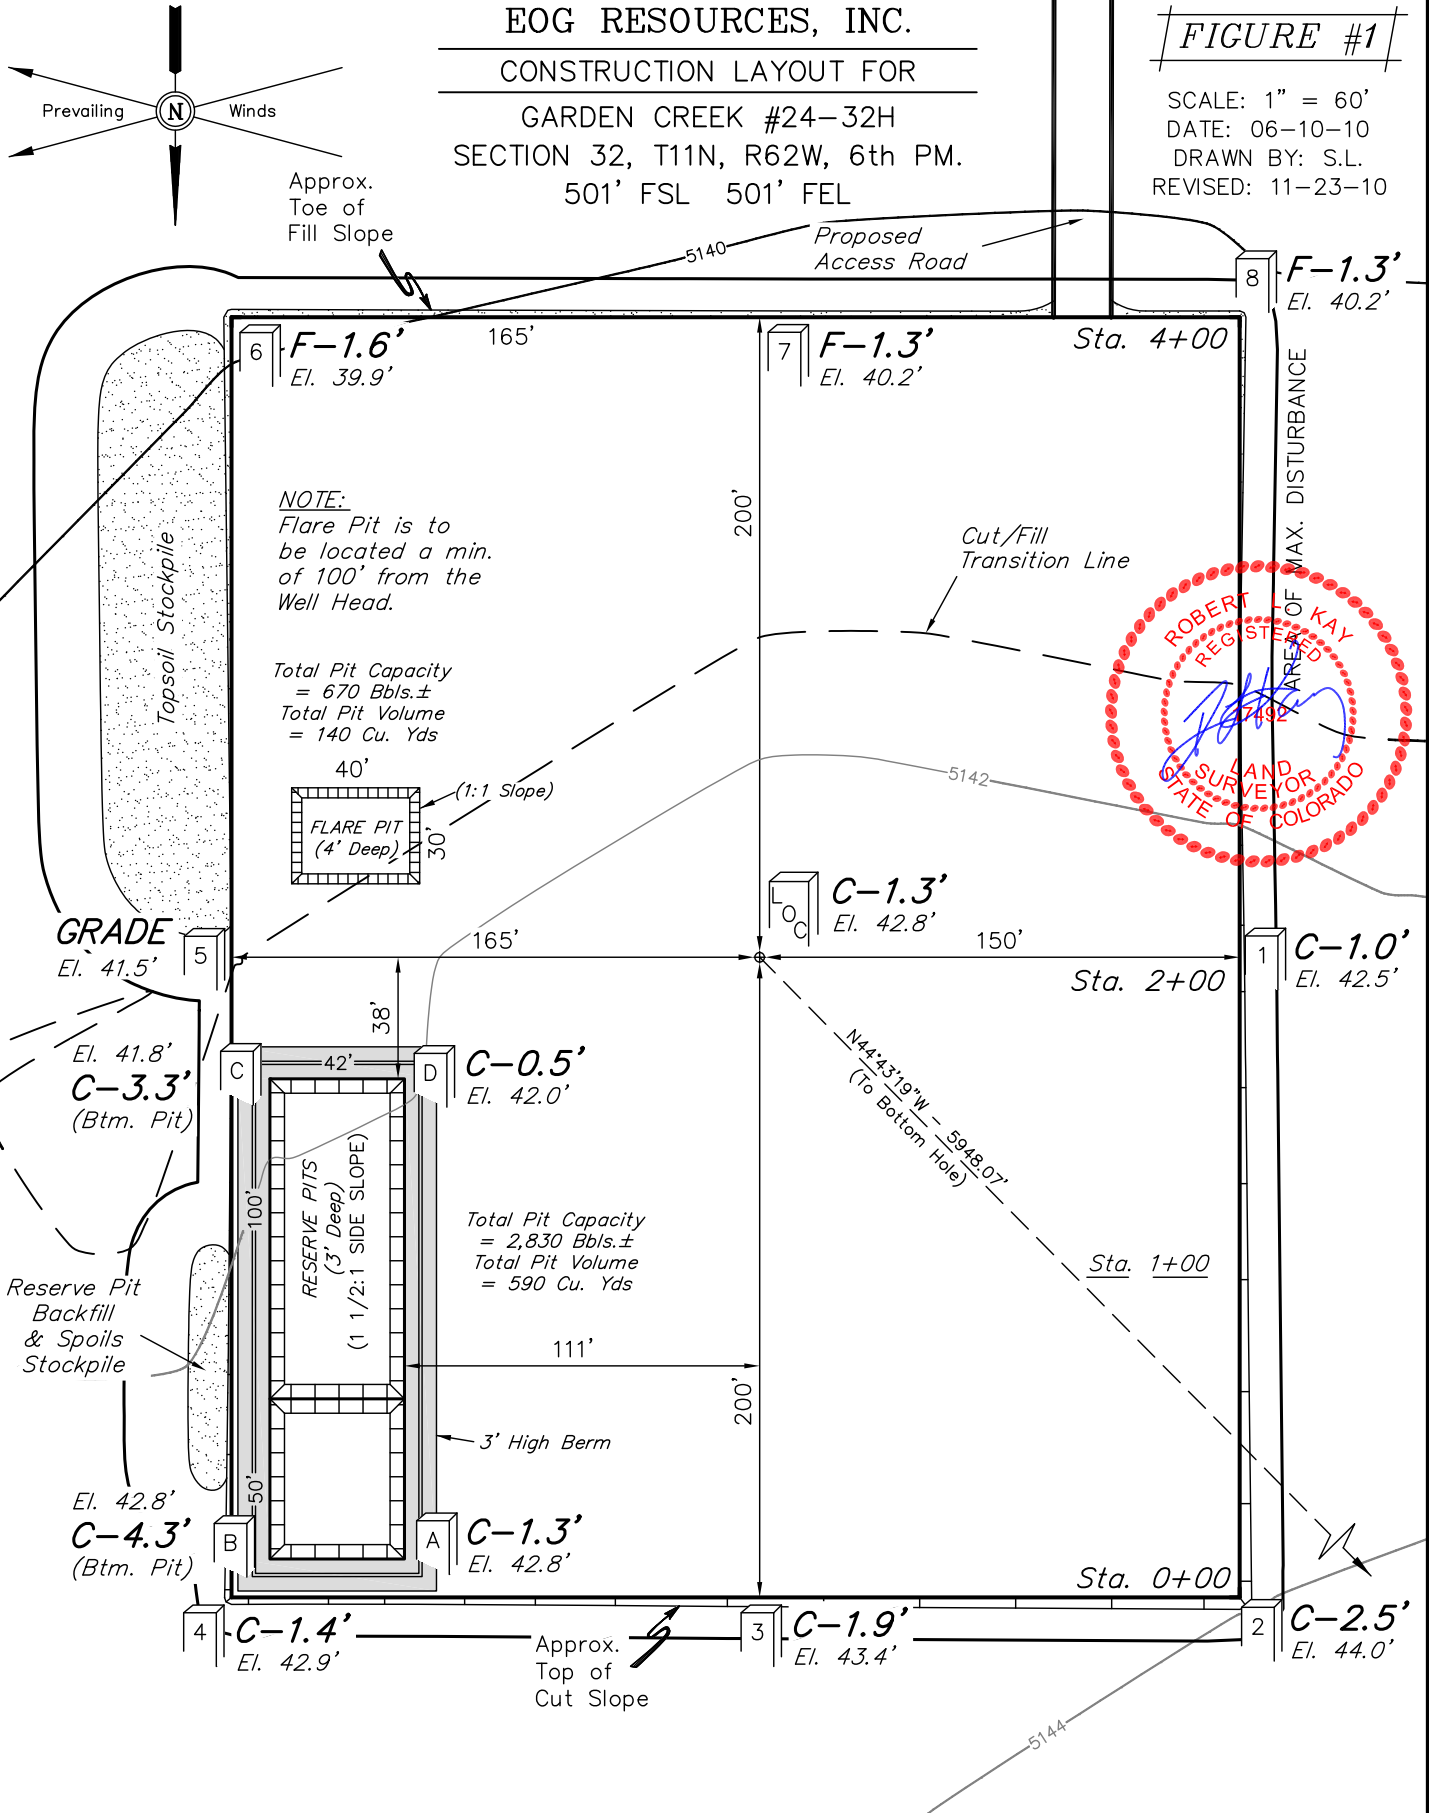 EOG RESOURCES, INC.
CONSTRUCTION LAYOUT FOR
GARDEN CREEK #24-32H
SECTION 32, T11N, R62W, 6th PM.
501' FSL 501' FEL
FIGURE #1
SCALE: 1" = 60'
DATE: 06-10-10
DRAWN BY: S.L.
REVISED: 11-23-10
Prevailing N Winds
Approx.
Toe of
Fill Slope
5140
Proposed
Access Road
8 F-1.3'
El. 40.2'
6 F-1.6'
El. 39.9'
165'
7 F-1.3'
El. 40.2'
Sta. 4+00
AREA OF MAX. DISTURBANCE
NOTE:
Flare Pit is to
be located a min.
of 100' from the
Well Head.
200'
Cut/Fill
Transition Line
Topsoil Stockpile
Total Pit Capacity
= 670 Bbls.±
Total Pit Volume
= 140 Cu. Yds
40'
(1:1 Slope)
FLARE PIT
(4' Deep)
30'
ROBERT L. KAY
REGISTERED
LAND
SURVEYOR
STATE OF COLORADO
5142
LOC C-1.3'
El. 42.8'
GRADE
El. 41.5'
5
165'
150'
1 C-1.0'
El. 42.5'
Sta. 2+00
38'
El. 41.8'
C-3.3'
(Btm. Pit)
C
42'
D C-0.5'
El. 42.0'
N44°43'19"W - 5948.07'
(To Bottom Hole)
100'
RESERVE PITS
(3' Deep)
(1 1/2:1 SIDE SLOPE)
Total Pit Capacity
= 2,830 Bbls.±
Total Pit Volume
= 590 Cu. Yds
Sta. 1+00
Reserve Pit
Backfill
& Spoils
Stockpile
111'
200'
3' High Berm
50'
El. 42.8'
C-4.3'
(Btm. Pit)
B
A C-1.3'
El. 42.8'
Sta. 0+00
4 C-1.4'
El. 42.9'
Approx.
Top of
Cut Slope
3 C-1.9'
El. 43.4'
2 C-2.5'
El. 44.0'
5144